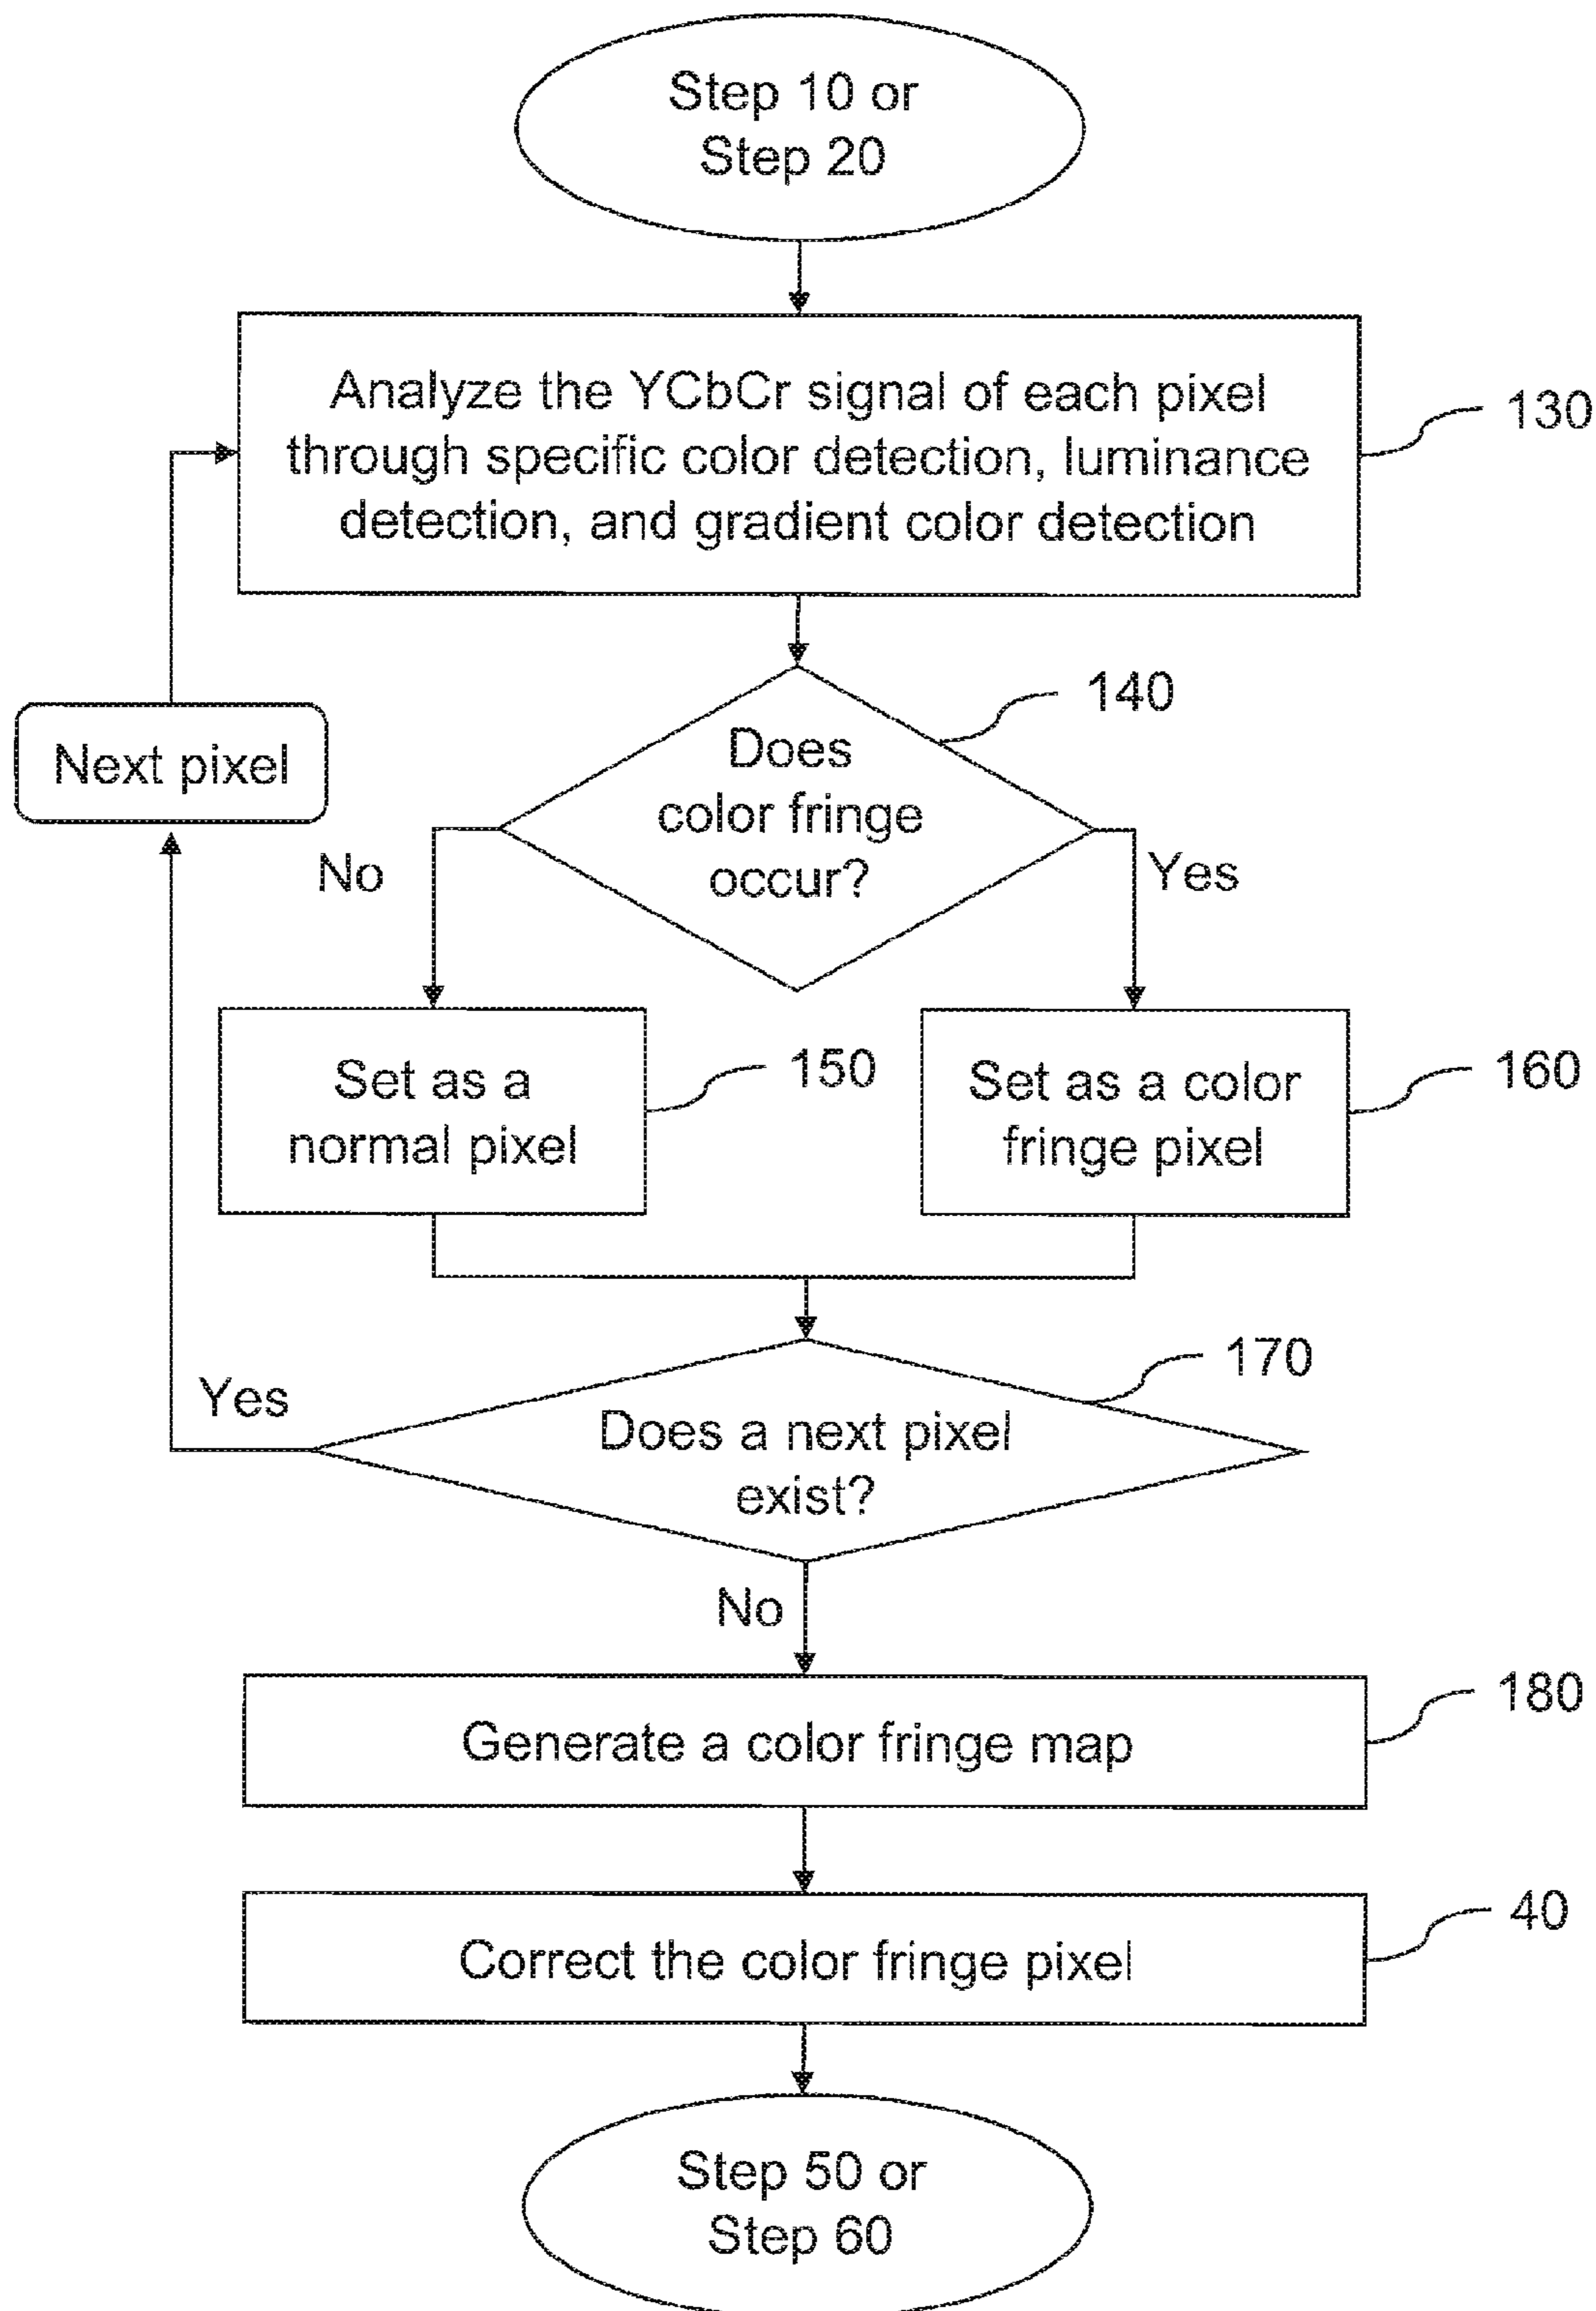 Step 10 or
Step 20
Analyze the YCbCr signal of each pixel
through specific color detection, luminance
detection, and gradient color detection
130
Next pixel
140
Does
color fringe
occur?
No
Yes
Set as a
normal pixel
150
Set as a color
fringe pixel
160
170
Yes
Does a next pixel
exist?
No
Generate a color fringe map
180
Correct the color fringe pixel
40
Step 50 or
Step 60